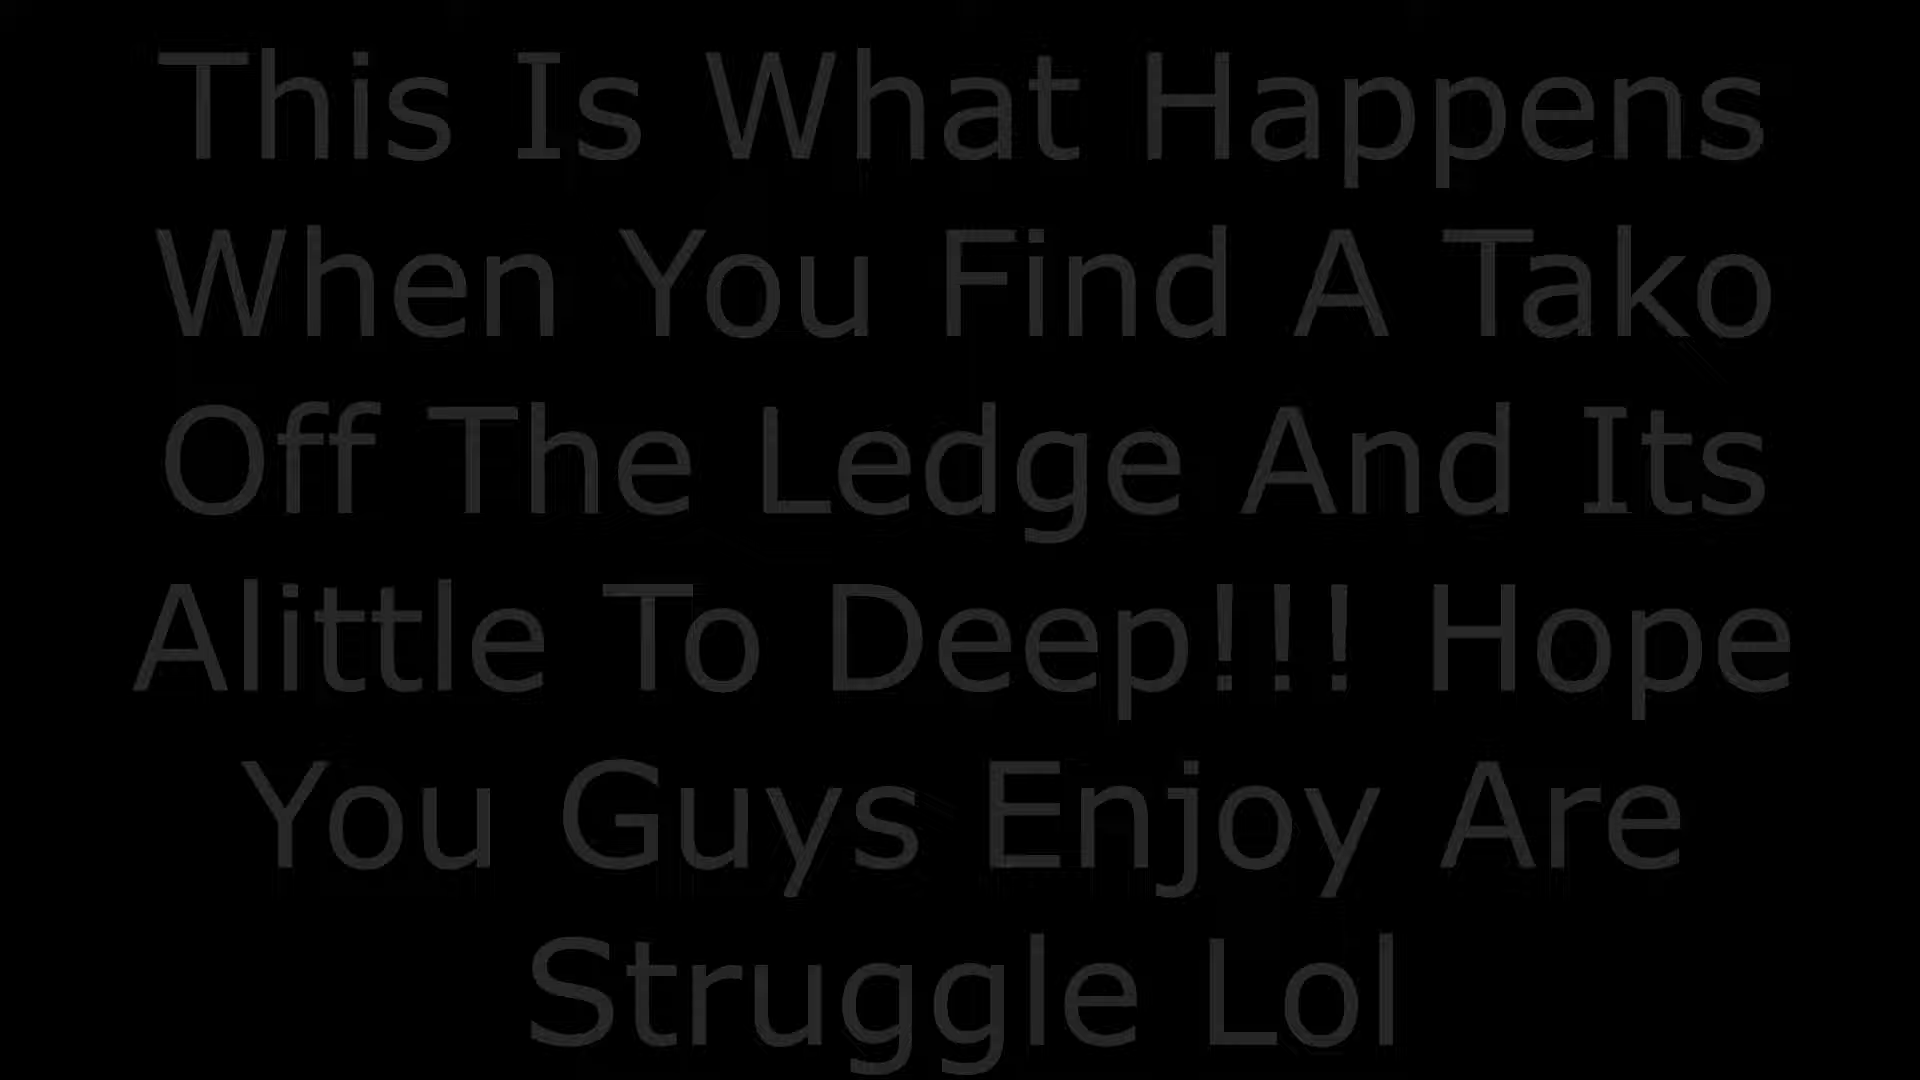 This Is What Happens
When You Find A Tako
Off The Ledge And Its
Alittle To Deep!!! Hope
You Guys Enjoy Are
Struggle Lol